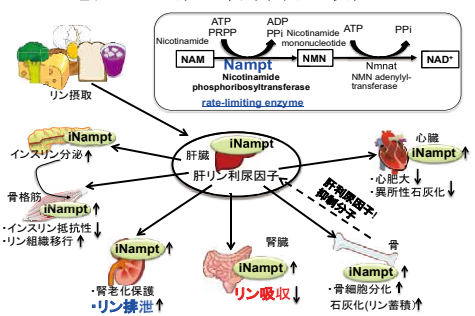 ATP
PRPP
ADP
PPi
ATP
PPi
Nicotinamide
Nicotinamide
mononucleotide
NAM
NMN
NAD⁺
Nampt
Nicotinamide
phosphoribosyltransferase
Nmnat
NMN adenylyl-
transferase
rate-limiting enzyme
リン摂取
iNampt
インスリン分泌↑
肝臓
iNampt↑
肝リン利尿因子
心臓
iNampt↑
・心肥大↓
・異所性石灰化↓
骨格筋
iNampt↑
・インスリン抵抗性↓
・リン組織移行↑
肝利尿因子
抑制分子
iNampt↑
・腎老化保護
・リン排泄↑
腎臓
iNampt↑
リン吸収↓
骨
iNampt↑
・骨細胞分化↑
石灰化(リン蓄積)↑